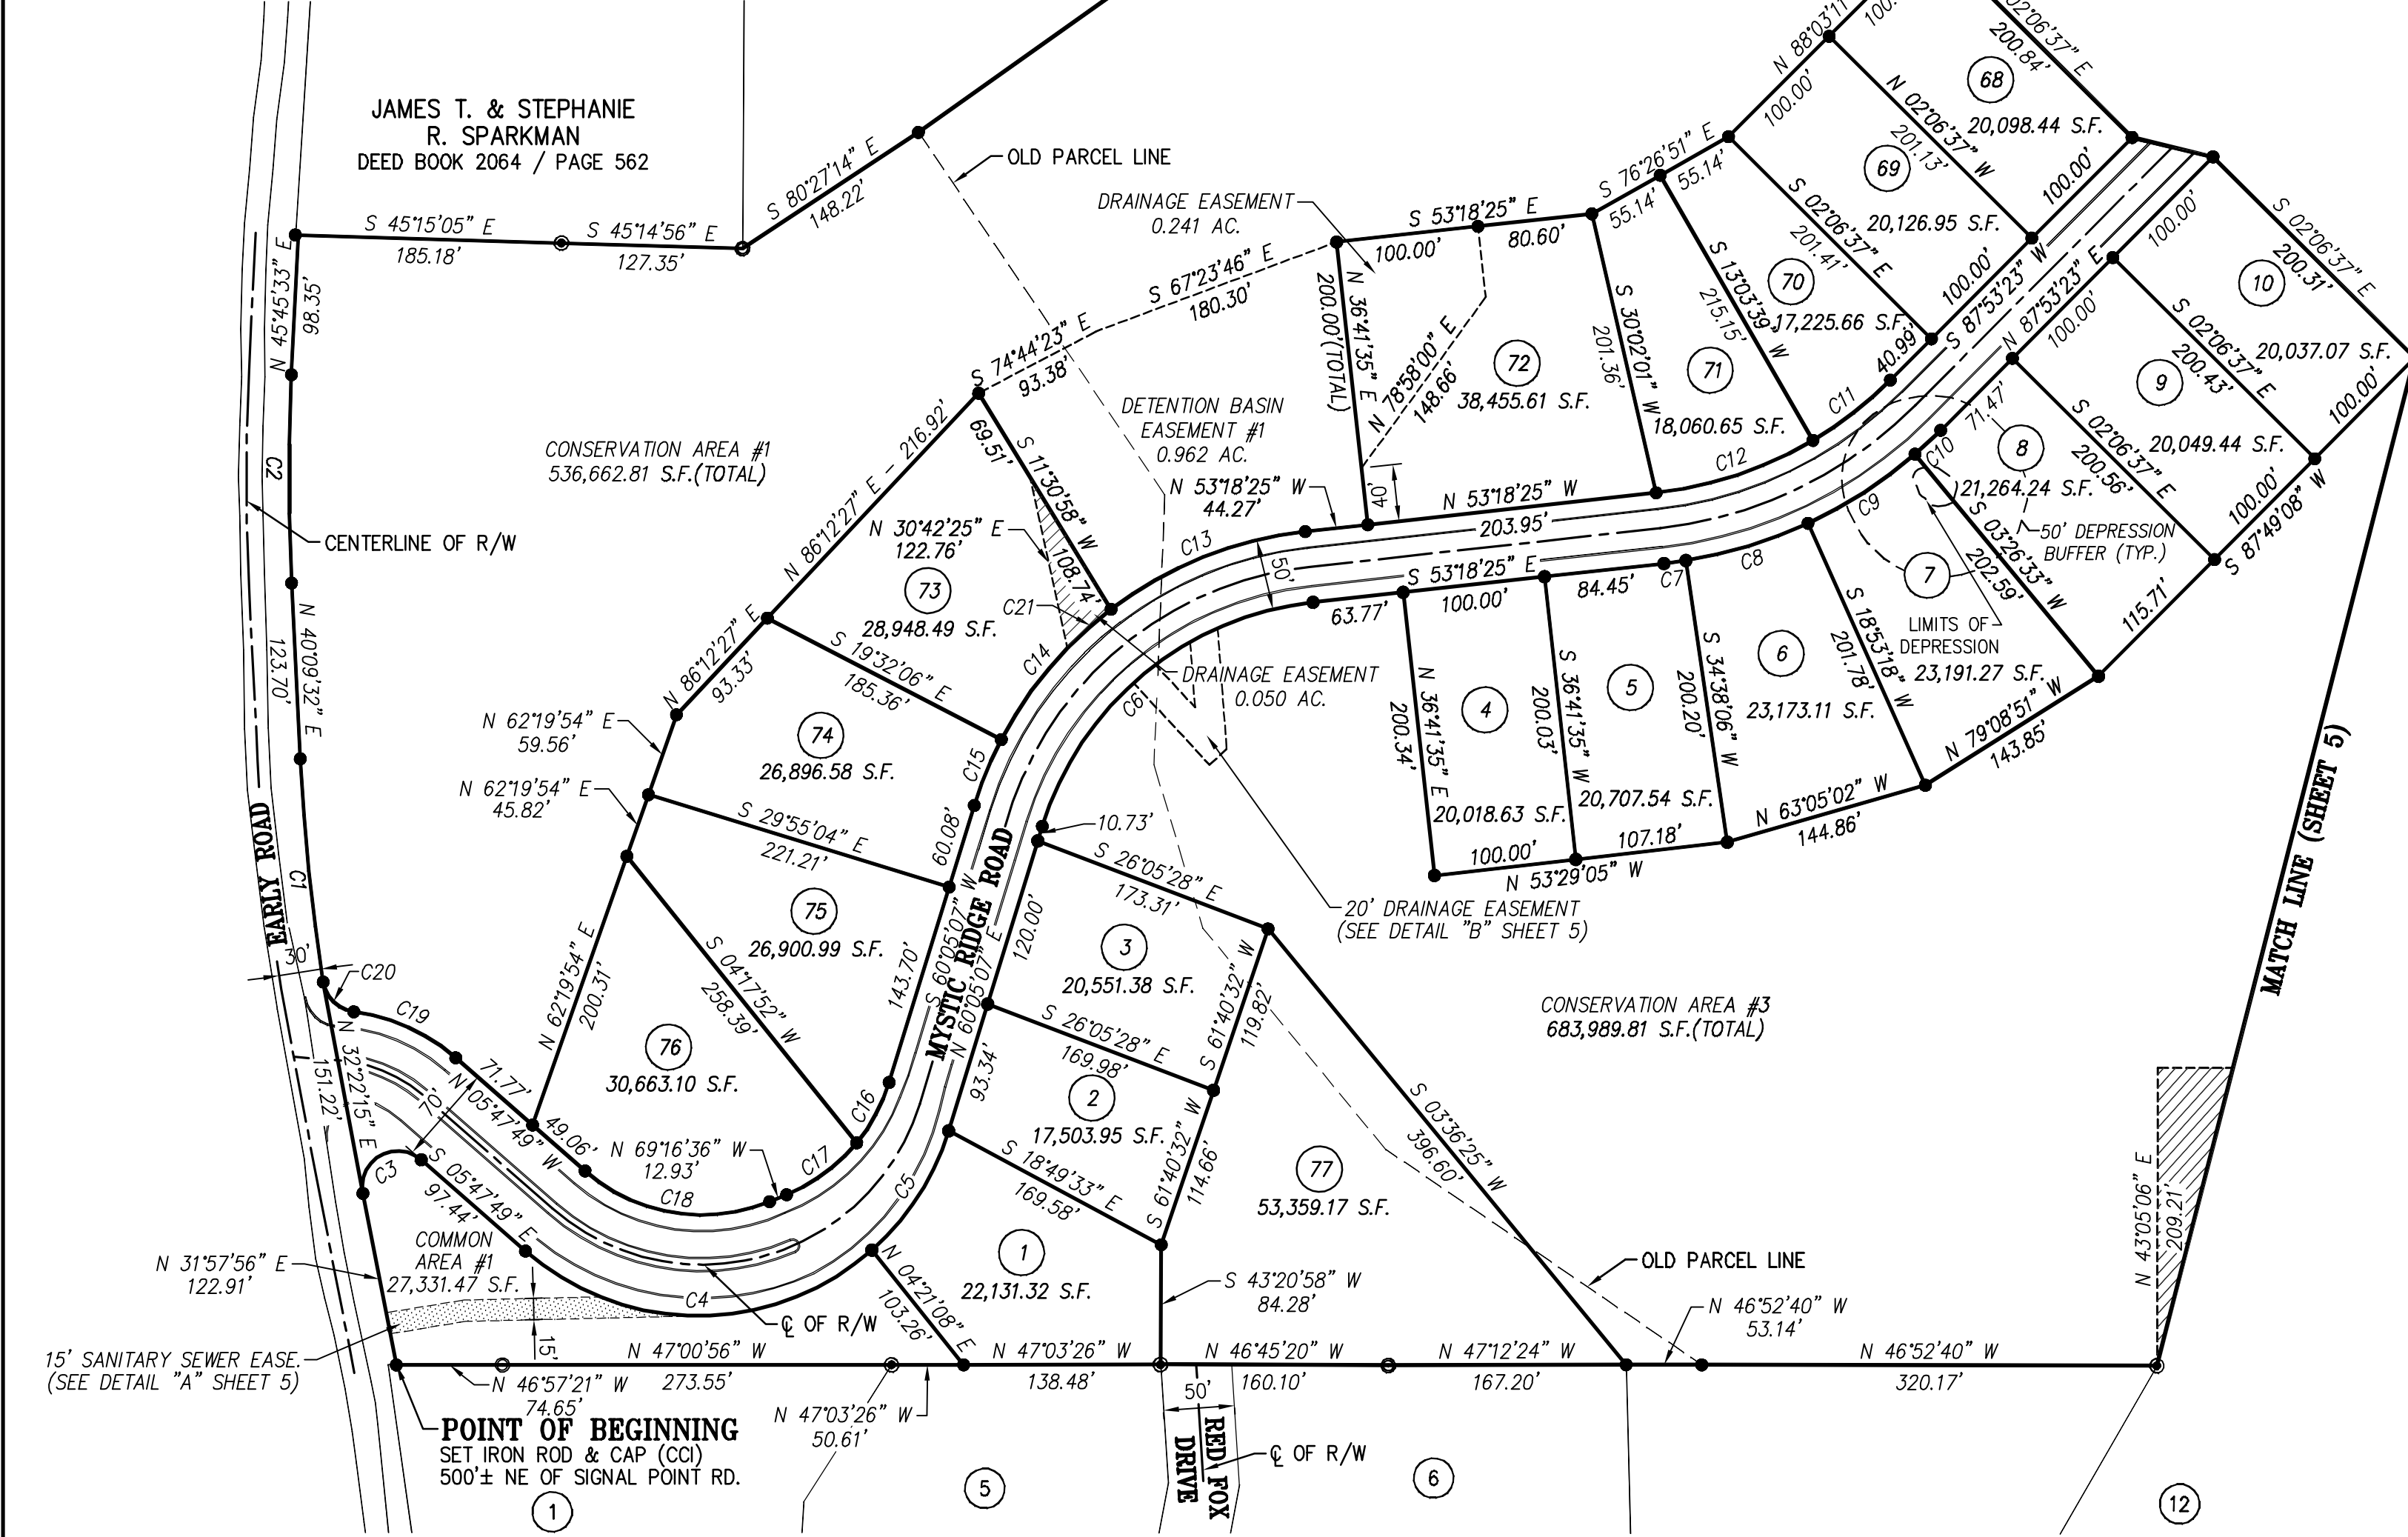 JAMES T. & STEPHANIE
R. SPARKMAN
DEED BOOK 2064 / PAGE 562
OLD PARCEL LINE
S 80°27'14" E
148.22'
S 45°15'05" E
185.18'
S 45°14'56" E
127.35'
N 45°45'33" E
98.35'
C2
CENTERLINE OF R/W
N 40°09'32" E
123.70'
C1
EARLY ROAD
30'
C20
C19
N 32°22'15" E
151.22'
C3
N 31°57'56" E
122.91'
15' SANITARY SEWER EASE.
(SEE DETAIL "A" SHEET 5)
CONSERVATION AREA #1
536,662.81 S.F.(TOTAL)
DRAINAGE EASEMENT
0.241 AC.
S 67°23'46" E
180.30'
S 74°44'23" E
93.38'
DETENTION BASIN
EASEMENT #1
0.962 AC.
N 86°12'27" E - 216.92'
69.51'
S 11°30'58" W
108.74'
N 30°42'25" E
122.76'
73
28,948.49 S.F.
C21
C14
C13
N 53°18'25" W
44.27'
N 86°12'27" E
93.33'
S 19°32'06" E
185.36'
N 62°19'54" E
59.56'
74
26,896.58 S.F.
C15
N 62°19'54" E
45.82'
S 29°55'04" E
221.21'
60.08'
75
26,900.99 S.F.
N 62°19'54" E
200.31'
S 04°17'52" W
258.39'
143.70'
S 60°05'07" W
MYSTIC RIDGE ROAD
N 60°05'07" E
76
30,663.10 S.F.
C16
C17
N 69°16'36" W
12.93'
C18
71.77'
N 05°47'49" W
49.06'
70'
S 05°47'49" E
97.44'
COMMON
AREA #1
27,331.47 S.F.
15'
C4
C5
℄ OF R/W
N 46°57'21" W
74.65'
N 47°00'56" W
273.55'
N 47°03'26" W
50.61'
POINT OF BEGINNING
SET IRON ROD & CAP (CCI)
500'± NE OF SIGNAL POINT RD.
1
5
N 04°21'08" E
103.26'
1
22,131.32 S.F.
S 18°49'33" E
169.58'
N 47°03'26" W
138.48'
S 43°20'58" W
84.28'
2
17,503.95 S.F.
93.34'
S 61°40'32" W
114.66'
S 26°05'28" E
169.98'
3
20,551.38 S.F.
120.00'
S 61°40'32" W
119.82'
S 26°05'28" E
173.31'
10.73'
C6
DRAINAGE EASEMENT
0.050 AC.
20' DRAINAGE EASEMENT
(SEE DETAIL "B" SHEET 5)
50'
77
53,359.17 S.F.
S 03°36'25" W
396.60'
N 46°45'20" W
160.10'
N 47°12'24" W
167.20'
50'
RED FOX
DRIVE
℄ OF R/W
6
OLD PARCEL LINE
N 46°52'40" W
53.14'
N 46°52'40" W
320.17'
12
N 43°05'06" E
209.21
MATCH LINE (SHEET 5)
CONSERVATION AREA #3
683,989.81 S.F.(TOTAL)
S 53°18'25" E
100.00'
80.60'
N 36°41'35" E
200.00'(TOTAL)
N 78°58'00" E
148.66'
40'
72
38,455.61 S.F.
N 53°18'25" W
203.95'
S 30°02'01" W
201.36'
S 76°26'51" E
55.14'
55.14'
71
18,060.65 S.F.
C12
S 13°03'39" W
215.15'
70
17,225.66 S.F.
C11
40.99'
S 02°06'37" E
201.41'
N 88°03'11"
100.00'
100.
69
20,126.95 S.F.
100.00'
N 02°06'37" W
201.13'
68
20,098.44 S.F.
100.00'
02°06'37" E
200.84'
S 87°53'23" W
N 87°53'23" E
100.00'
100.00'
10
20,037.07 S.F.
S 02°06'37" E
200.31'
9
20,049.44 S.F.
S 02°06'37" E
200.43'
100.00'
8
21,264.24 S.F.
S 02°06'37" E
200.56'
71.47'
C10
100.00'
S 87°49'08" W
50' DEPRESSION
BUFFER (TYP.)
S 03°26'33" W
202.59'
115.71'
7
LIMITS OF
DEPRESSION
23,191.27 S.F.
C9
S 18°53'18" W
201.78'
N 79°08'51" W
143.85'
6
23,173.11 S.F.
C8
S 34°38'06" W
200.20'
N 63°05'02" W
144.86'
C7
5
20,707.54 S.F.
84.45'
S 36°41'35" W
200.03'
107.18'
4
20,018.63 S.F.
S 53°18'25" E
100.00'
63.77'
N 36°41'35" E
200.34'
100.00'
N 53°29'05" W